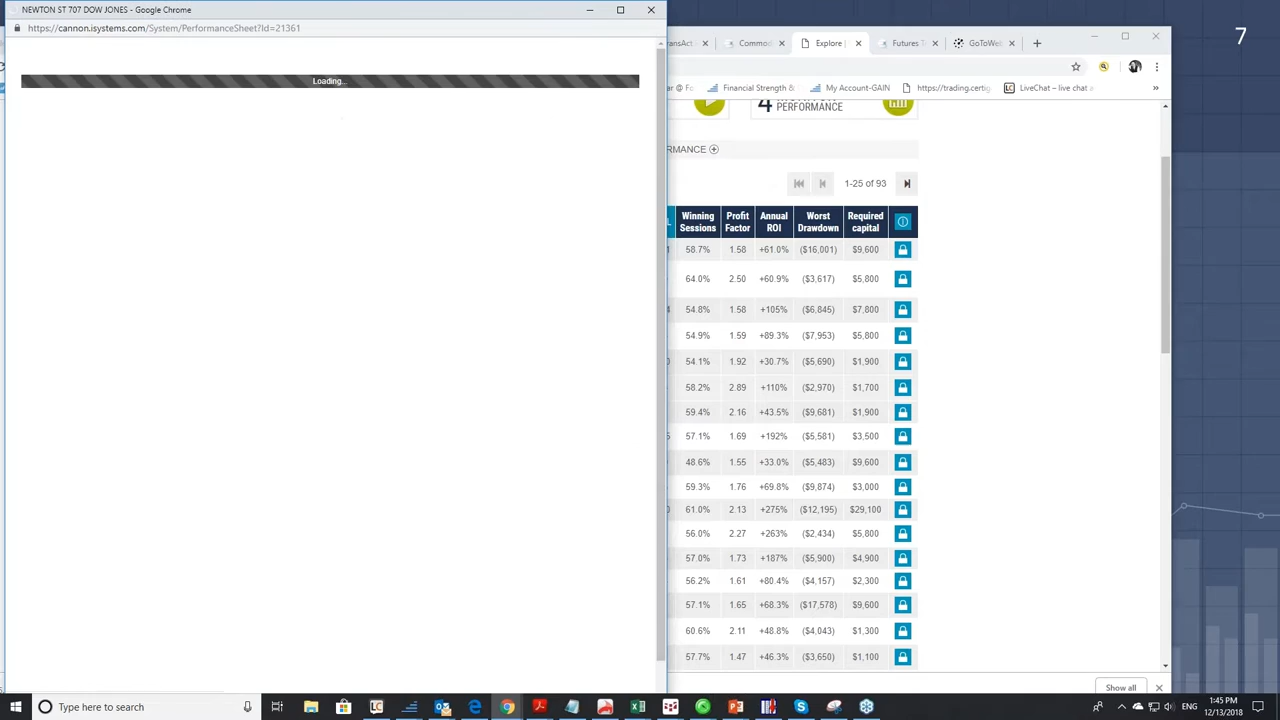 NEWTON ST 707 DOW JONES - Google Chrome
https://cannon.isystems.com/System/PerformanceSheet?Id=21361
7
Loading...
ransAct
Commod
Explore |
Futures T
GoToWeb
ar @ Fo
Financial Strength &
My Account-GAIN
https://trading.certig
LiveChat – live chat a
»
4
PERFORMANCE
RMANCE
1-25 of 93
L Winning Sessions Profit Factor Annual ROI Worst Drawdown Required capital
1 58.7% 1.58 +61.0% ($16,001) $9,600
64.0% 2.50 +60.9% ($3,617) $5,800
4 54.8% 1.58 +105% ($6,845) $7,800
54.9% 1.59 +89.3% ($7,953) $5,800
0 54.1% 1.92 +30.7% ($5,690) $1,900
58.2% 2.89 +110% ($2,970) $1,700
59.4% 2.16 +43.5% ($9,681) $1,900
5 57.1% 1.69 +192% ($5,581) $3,500
48.6% 1.55 +33.0% ($5,483) $9,600
59.3% 1.76 +69.8% ($9,874) $3,000
0 61.0% 2.13 +275% ($12,195) $29,100
56.0% 2.27 +263% ($2,434) $5,800
57.0% 1.73 +187% ($5,900) $4,900
56.2% 1.61 +80.4% ($4,157) $2,300
57.1% 1.65 +68.3% ($17,578) $9,600
60.6% 2.11 +48.8% ($4,043) $1,300
57.7% 1.47 +46.3% ($3,650) $1,100
Show all
Type here to search
LC
1:45 PM
12/13/2018